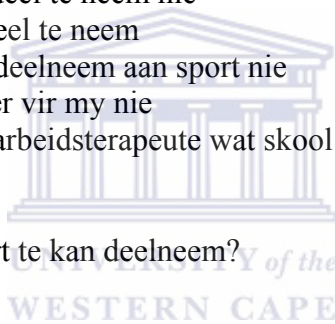 eel te neem
deelneem aan sport nie
er vir my nie
arbeidsterapeute wat skool
t te kan deelneem?
UNIVERSITY of the
WESTERN CAPE